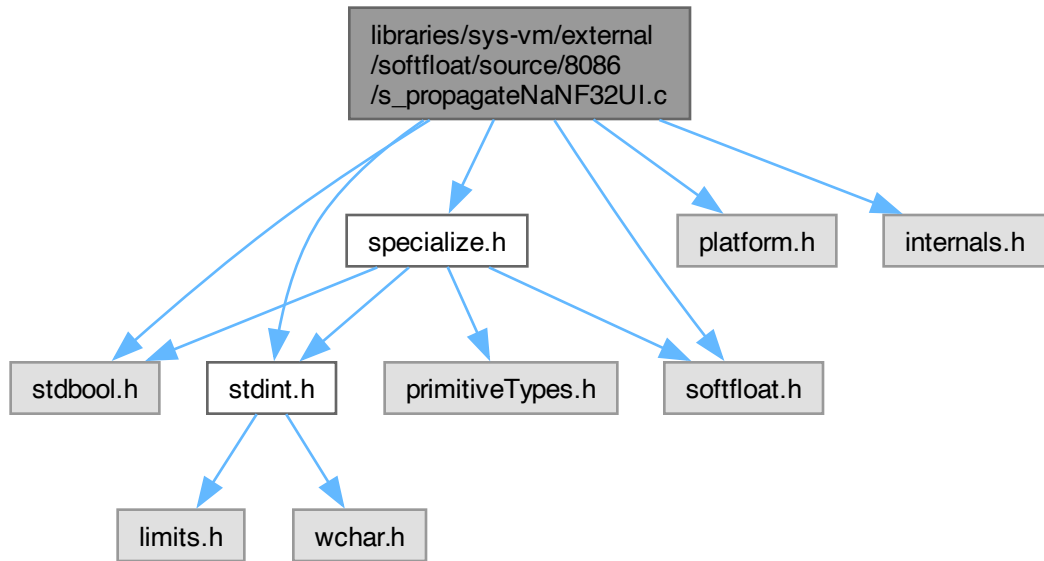 libraries/sys-vm/external
/softfloat/source/8086
/s_propagateNaNF32UI.c
specialize.h
platform.h
internals.h
stdbool.h
stdint.h
primitiveTypes.h
softfloat.h
limits.h
wchar.h